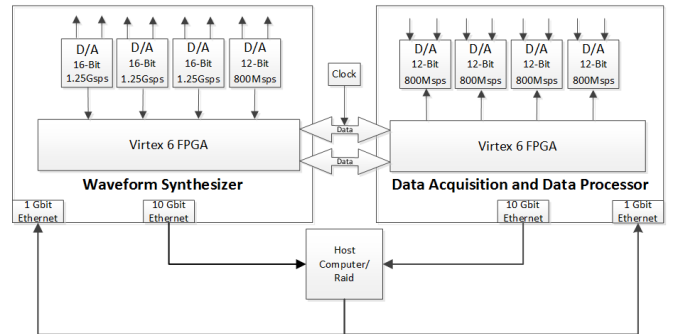 D/A
16-Bit
1.25Gsps
D/A
16-Bit
1.25Gsps
D/A
16-Bit
1.25Gsps
D/A
12-Bit
800Msps
Virtex 6 FPGA
Waveform Synthesizer
1 Gbit
Ethernet
10 Gbit
Ethernet
Clock
Data
Data
D/A
12-Bit
800Msps
D/A
12-Bit
800Msps
D/A
12-Bit
800Msps
D/A
12-Bit
800Msps
Virtex 6 FPGA
Data Acquisition and Data Processor
10 Gbit
Ethernet
1 Gbit
Ethernet
Host
Computer/
Raid